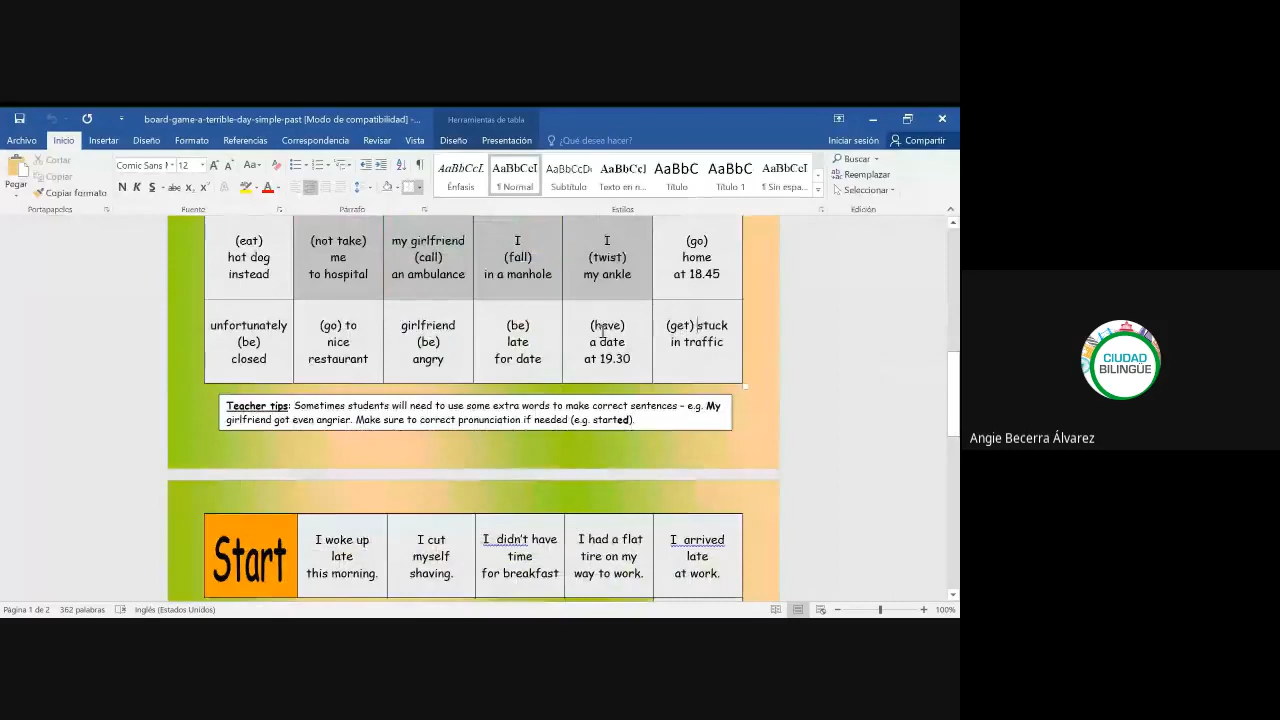 board-game-a-terrible-day-simple-past [Modo de compatibilidad] -...
Herramientas de tabla
Archivo Inicio Insertar Diseño Formato Referencias Correspondencia Revisar Vista Diseño Presentación ¿Qué desea hacer? Iniciar sesión Compartir
Pegar
Cortar
Copiar
Copiar formato
Portapapeles
Comic Sans M 12
N K S abc x₂ x²
Fuente
Párrafo
AaBbCcI AaBbCcI AaBbCcDc AaBbCcI AaBbC AaBbC AaBbCcI
Énfasis ¶ Normal Subtítulo Texto en n... Título Título 1 ¶ Sin espa...
Estilos
Buscar
Reemplazar
Seleccionar
Edición
(eat)
hot dog
instead
(not take)
me
to hospital
my girlfriend
(call)
an ambulance
I
(fall)
in a manhole
I
(twist)
my ankle
(go)
home
at 18.45
unfortunately
(be)
closed
(go) to
nice
restaurant
girlfriend
(be)
angry
(be)
late
for date
(have)
a date
at 19.30
(get) stuck
in traffic
Teacher tips: Sometimes students will need to use some extra words to make correct sentences – e.g. My
girlfriend got even angrier. Make sure to correct pronunciation if needed (e.g. started).
Start
I woke up
late
this morning.
I cut
myself
shaving.
I didn't have
time
for breakfast
I had a flat
tire on my
way to work.
I arrived
late
at work.
Página 1 de 2 362 palabras Inglés (Estados Unidos) 100%
CIUDAD
BILINGÜE
Angie Becerra Álvarez